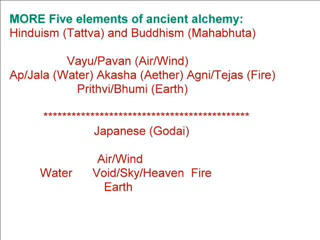 MORE Five elements of ancient alchemy:
Hinduism (Tattva) and Buddhism (Mahabhuta)
Vayu/Pavan (Air/Wind)
Ap/Jala (Water) Akasha (Aether) Agni/Tejas (Fire)
Prithvi/Bhumi (Earth)
********************************************
Japanese (Godai)
Air/Wind
Water Void/Sky/Heaven Fire
Earth